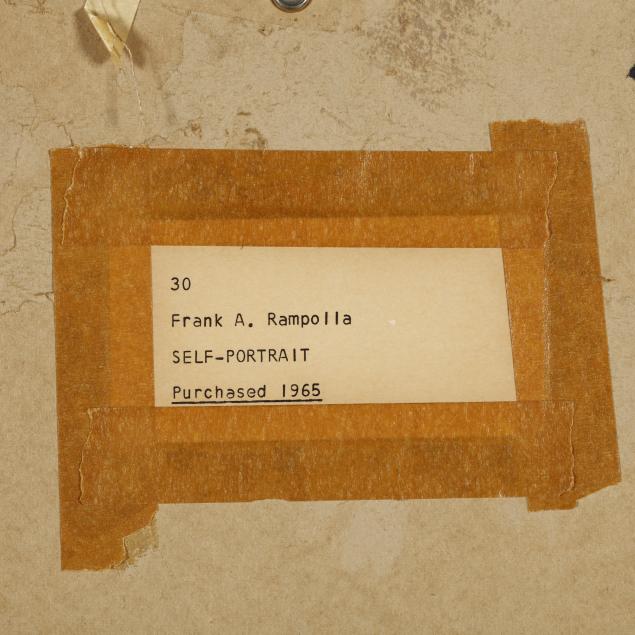 30
Frank A. Rampolla
SELF-PORTRAIT
Purchased 1965